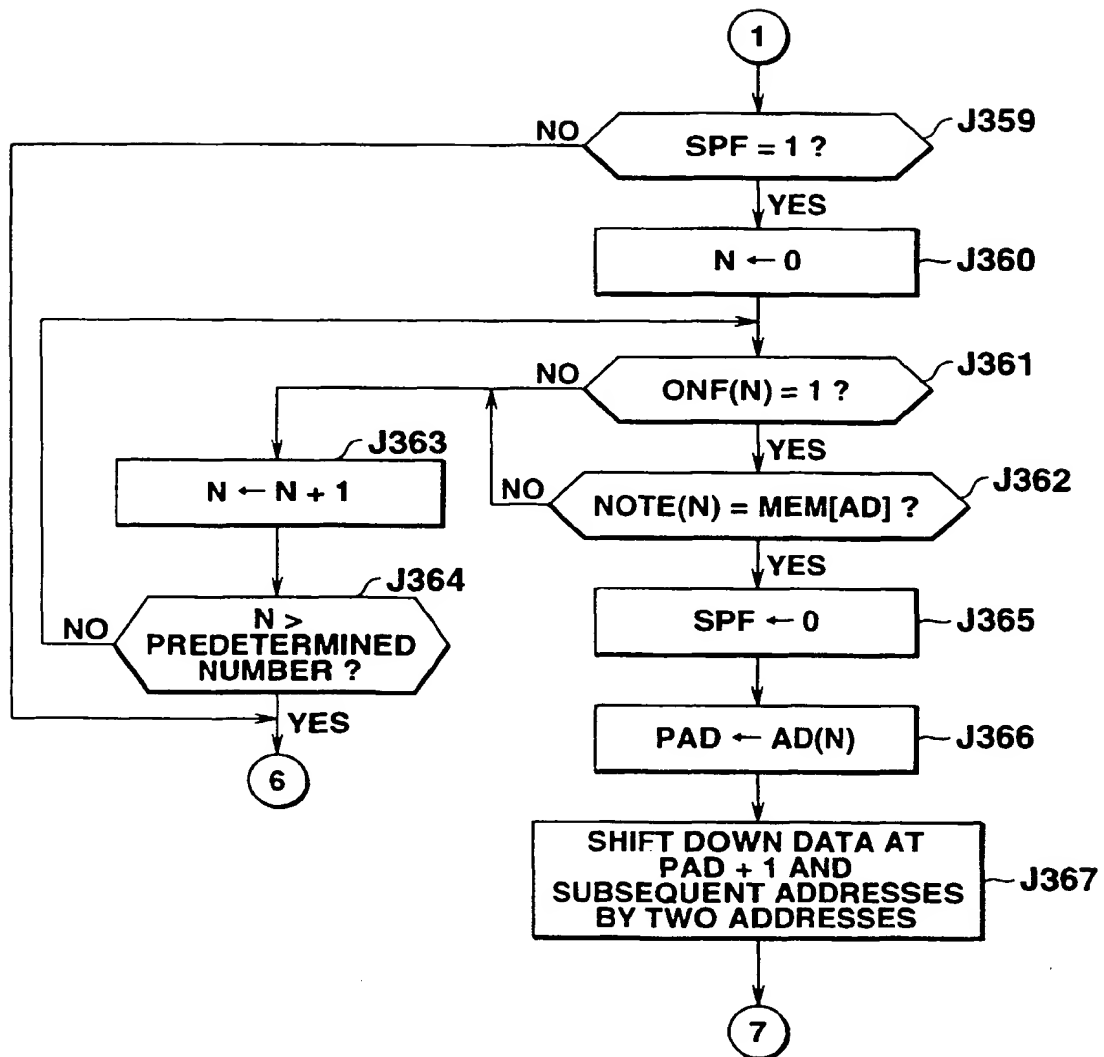 1
SPF = 1 ?
J359
NO
YES
N ← 0
J360
ONF(N) = 1 ?
J361
NO
YES
J363
N ← N + 1
NOTE(N) = MEM[AD] ?
J362
NO
YES
J364
N >
PREDETERMINED
NUMBER ?
NO
YES
6
SPF ← 0
J365
PAD ← AD(N)
J366
SHIFT DOWN DATA AT
PAD + 1 AND
SUBSEQUENT ADDRESSES
BY TWO ADDRESSES
J367
7